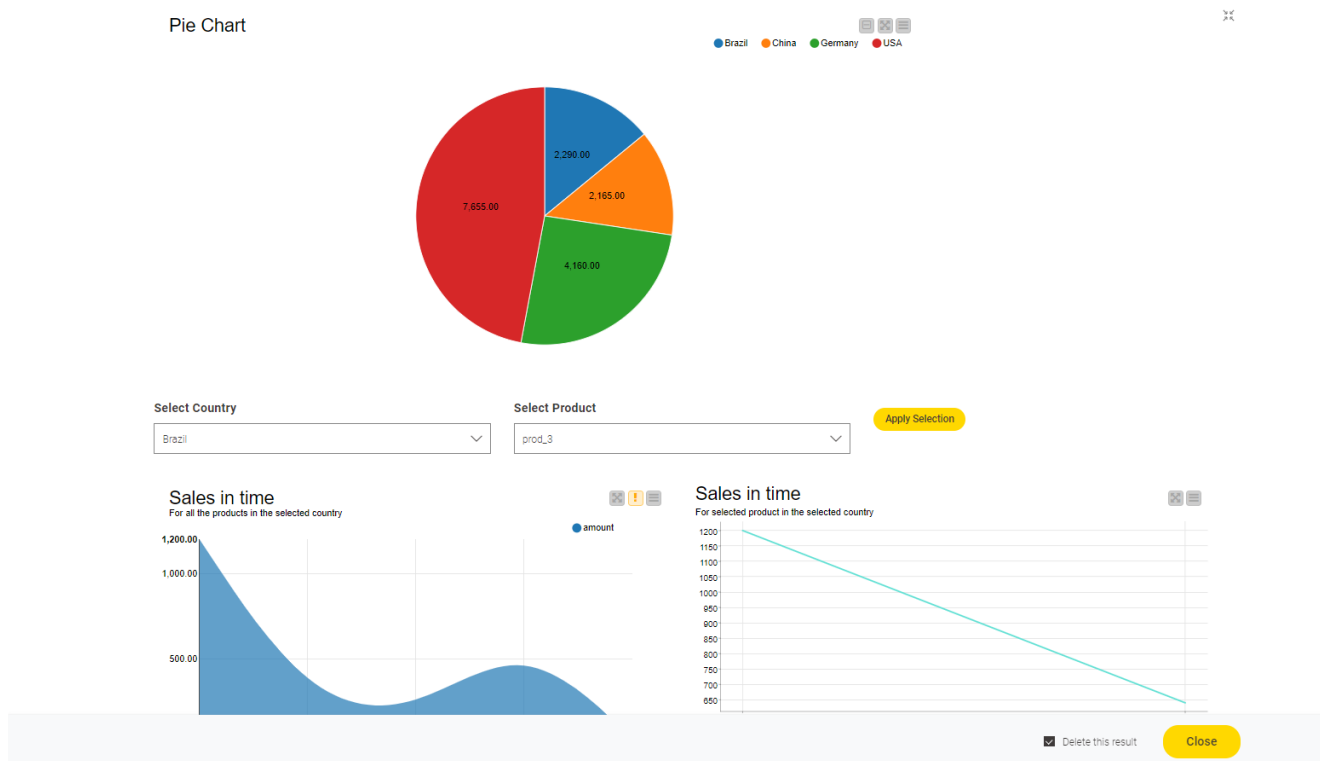 Pie Chart
Brazil China Germany USA
2,290.00
2,165.00
7,655.00
4,160.00
Select Country
Select Product
Apply Selection
Brazil
prod_3
Sales in time
For all the products in the selected country
amount
1,200.00
1,000.00
500.00
Sales in time
For selected product in the selected country
1200
1150
1100
1050
1000
950
900
850
800
750
700
650
Delete this result
Close